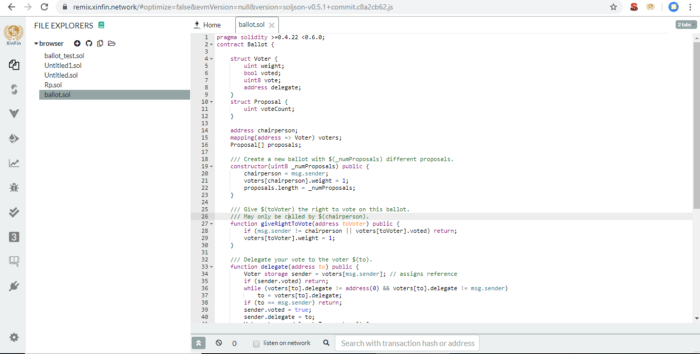 remix.xinfin.network/#optimize=false&evmVersion=null&version=soljson-v0.5.1+commit.c8a2cb62.js
XinFin
FILE EXPLORERS
Home
ballot.sol
2 tabs
browser
ballot_test.sol
Untitled1.sol
Untitled.sol
Rp.sol
ballot.sol
1 pragma solidity >=0.4.22 <0.6.0;
2 contract Ballot {
3
4 struct Voter {
5 uint weight;
6 bool voted;
7 uint8 vote;
8 address delegate;
9 }
10 struct Proposal {
11 uint voteCount;
12 }
13
14 address chairperson;
15 mapping(address => Voter) voters;
16 Proposal[] proposals;
17
18 /// Create a new ballot with $(_numProposals) different proposals.
19 constructor(uint8 _numProposals) public {
20 chairperson = msg.sender;
21 voters[chairperson].weight = 1;
22 proposals.length = _numProposals;
23 }
24
25 /// Give $(toVoter) the right to vote on this ballot.
26 /// May only be called by $(chairperson).
27 function giveRightToVote(address toVoter) public {
28 if (msg.sender != chairperson || voters[toVoter].voted) return;
29 voters[toVoter].weight = 1;
30 }
31
32 /// Delegate your vote to the voter $(to).
33 function delegate(address to) public {
34 Voter storage sender = voters[msg.sender]; // assigns reference
35 if (sender.voted) return;
36 while (voters[to].delegate != address(0) && voters[to].delegate != msg.sender)
37 to = voters[to].delegate;
38 if (to == msg.sender) return;
39 sender.voted = true;
40 sender.delegate = to;
0
listen on network
Search with transaction hash or address